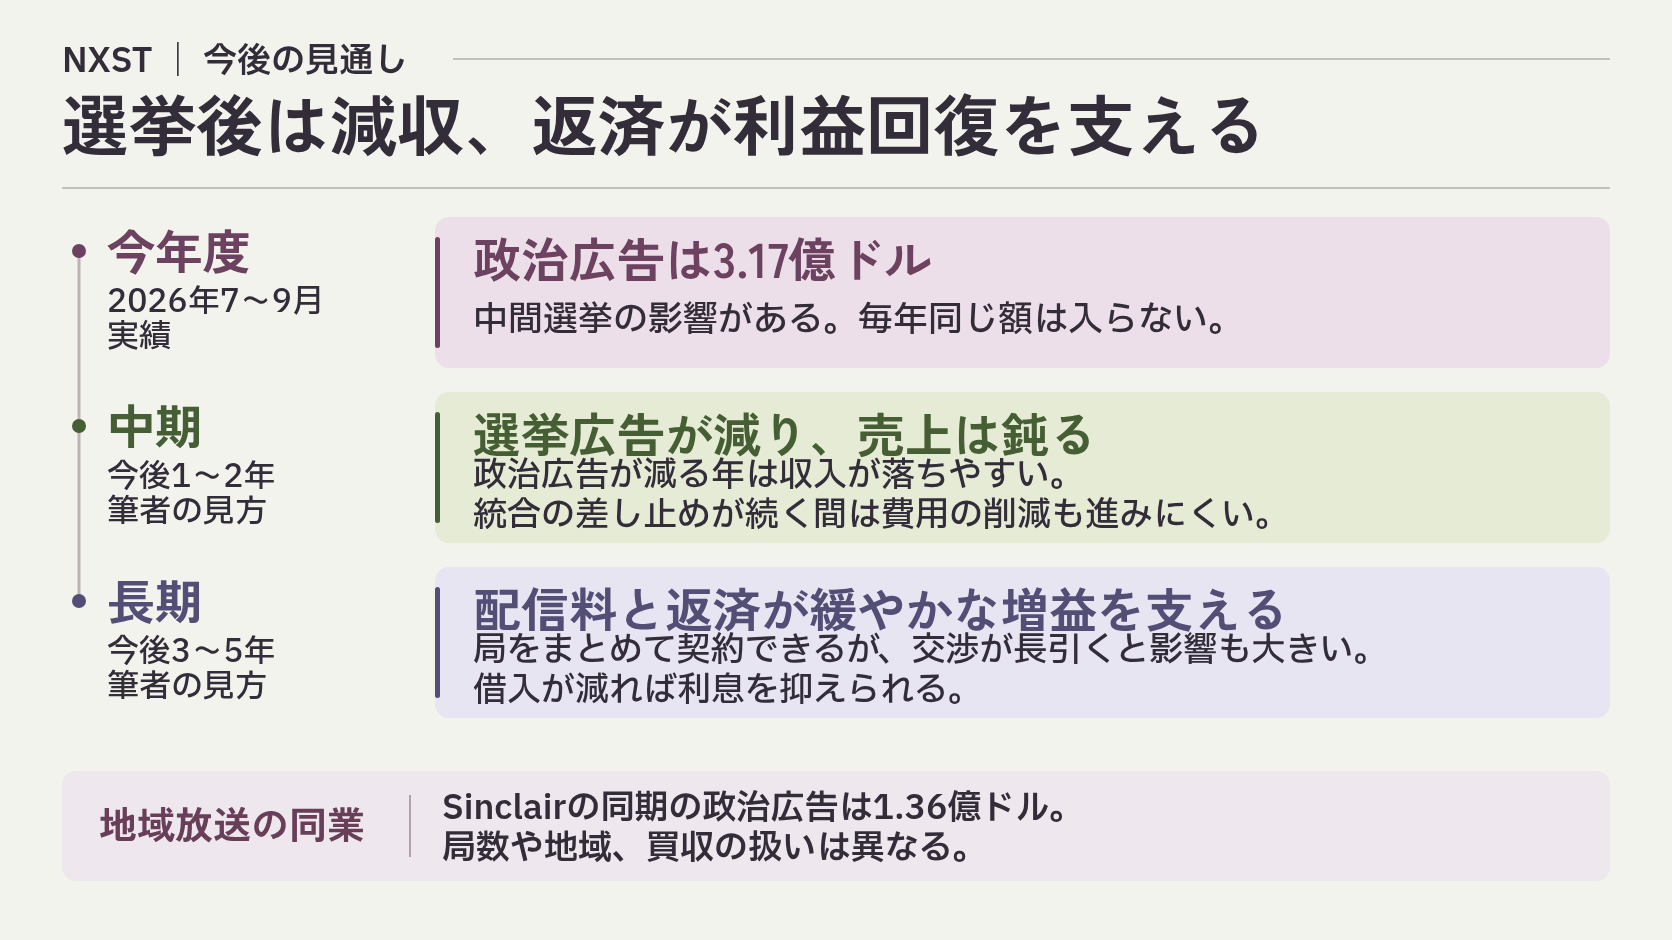 NXST | 今後の見通し
選挙後は減収、返済が利益回復を支える
今年度
2026年7～9月
実績
政治広告は3.17億ドル
中間選挙の影響がある。毎年同じ額は入らない。
中期
今後1～2年
筆者の見方
選挙広告が減り、売上は鈍る
政治広告が減る年は収入が落ちやすい。
統合の差し止めが続く間は費用の削減も進みにくい。
長期
今後3～5年
筆者の見方
配信料と返済が緩やかな増益を支える
局をまとめて契約できるが、交渉が長引くと影響も大きい。
借入が減れば利息を抑えられる。
地域放送の同業
Sinclairの同期の政治広告は1.36億ドル。
局数や地域、買収の扱いは異なる。